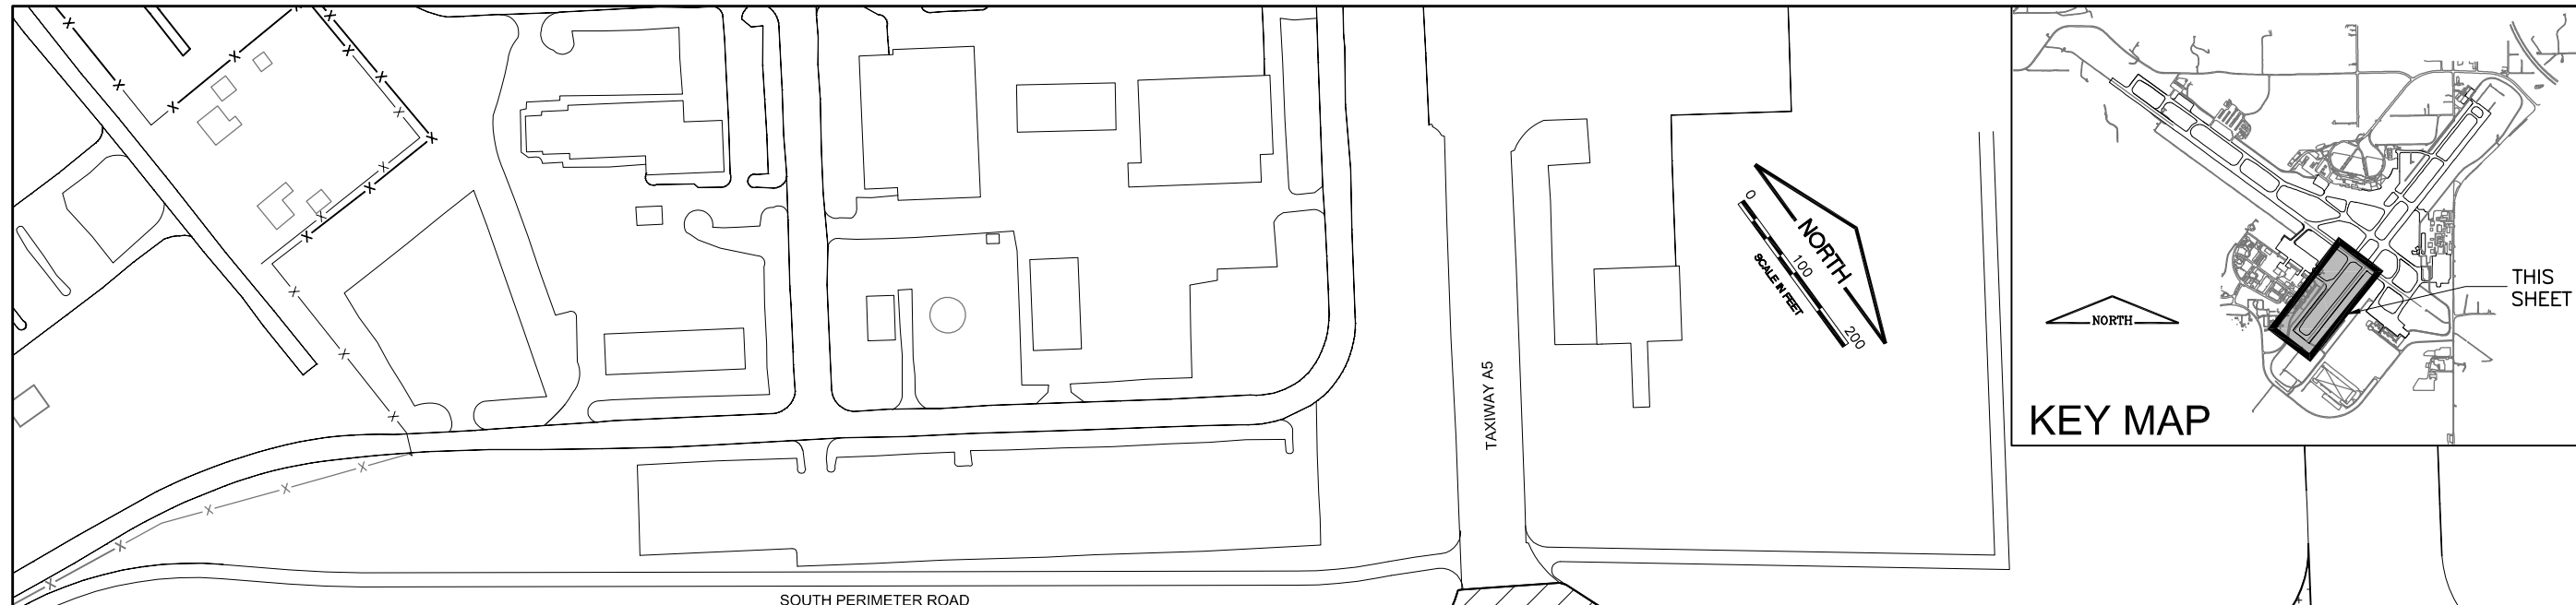 0
NORTH
100
SCALE IN FEET
200
TAXIWAY A5
SOUTH PERIMETER ROAD
THIS
SHEET
NORTH
KEY MAP